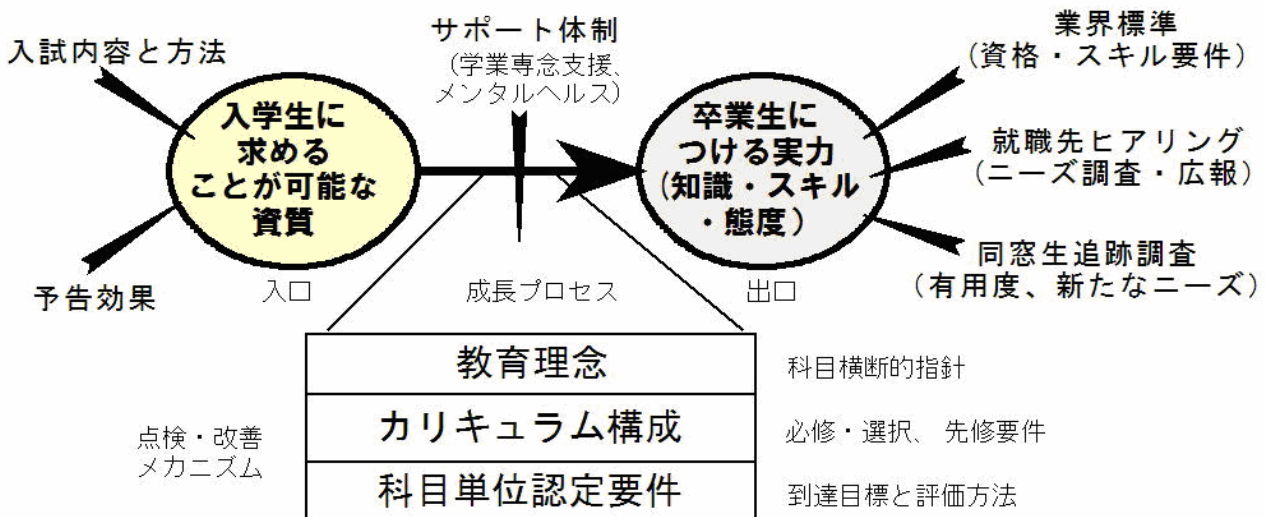 入試内容と方法
サポート体制
(学業専念支援、
メンタルヘルス)
業界標準
(資格・スキル要件)
入学生に
求める
ことが可能な
資質
卒業生に
つける実力
(知識・スキル
・態度)
就職先ヒアリング
(ニーズ調査・広報)
予告効果
入口
成長プロセス
出口
同窓生追跡調査
(有用度、新たなニーズ)
教育理念
科目横断的指針
点検・改善
メカニズム
カリキュラム構成
必修・選択、先修要件
科目単位認定要件
到達目標と評価方法